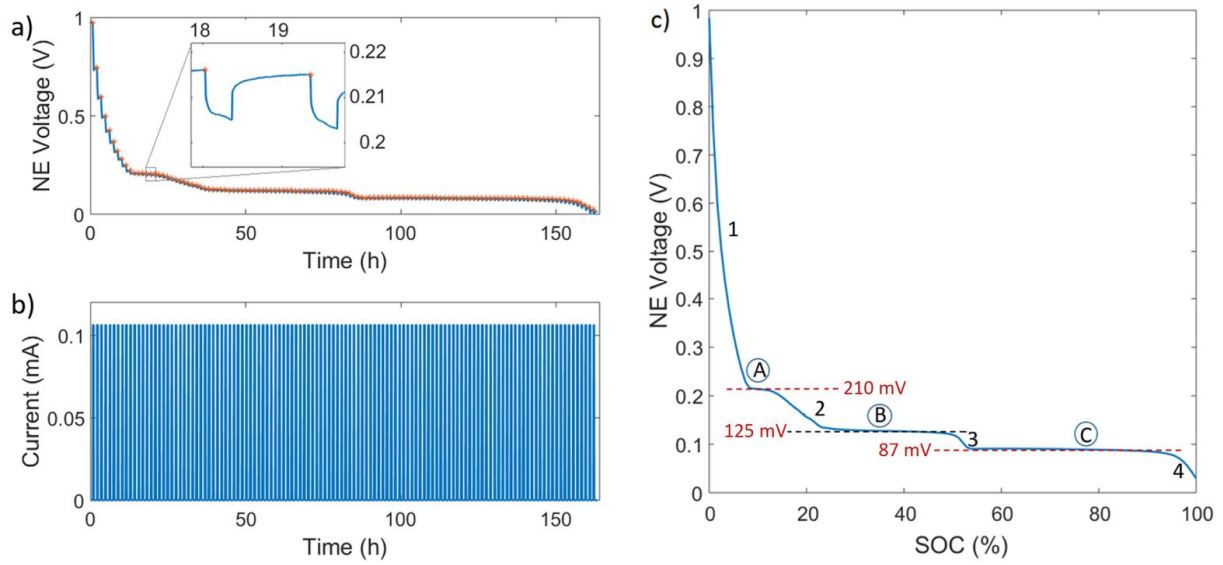 a)
18 19
0.22
0.21
0.2
1
0.5
0
NE Voltage (V)
0 50 100 150
Time (h)
b)
0.1
0.05
0
Current (mA)
0 50 100 150
Time (h)
c)
1
0.9
0.8
0.7
0.6
0.5
0.4
0.3
0.2
0.1
0
NE Voltage (V)
1
A
210 mV
2
B
125 mV
3
87 mV
C
4
0 20 40 60 80 100
SOC (%)